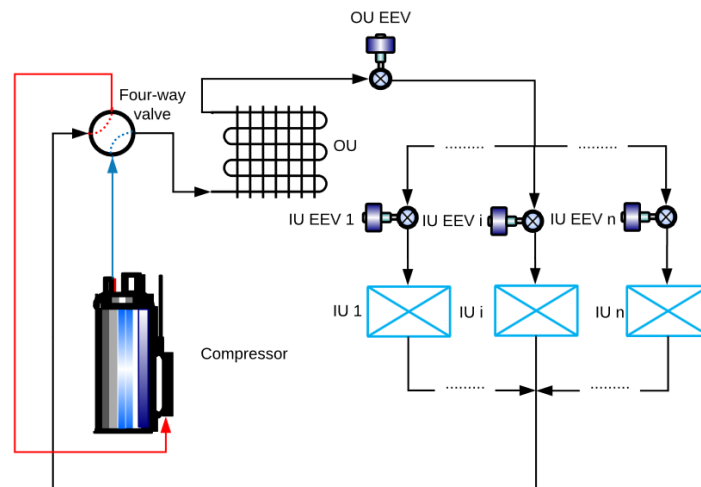 OU EEV
Four-way
valve
OU
IU EEV 1
IU EEV i
IU EEV n
IU 1
IU i
IU n
Compressor